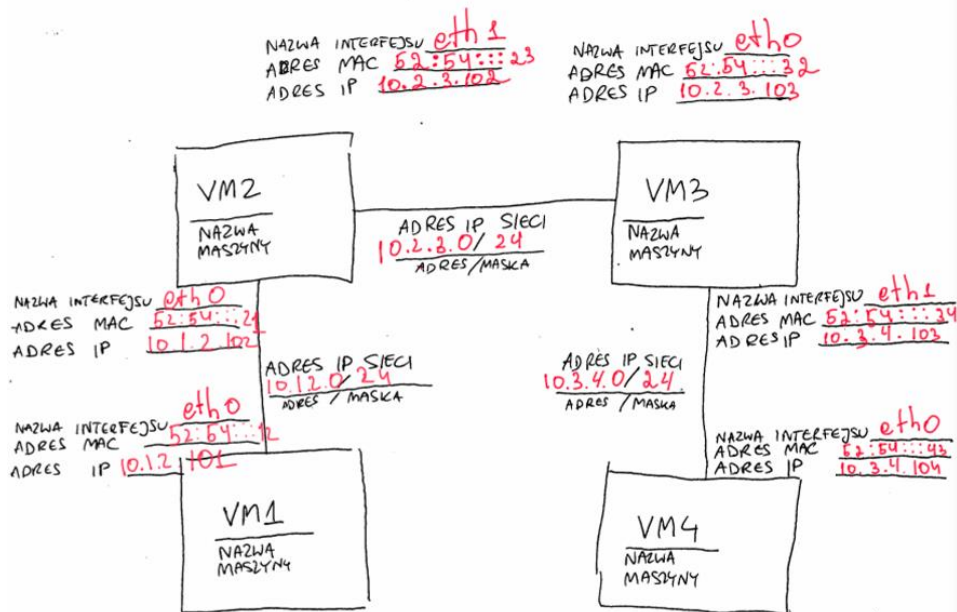 NAZWA INTERFEJSU eth 1
ADRES MAC 52:54:::23
ADRES IP 10.2.3.102
NAZWA INTERFEJSU eth0
ADRES MAC 52:54:::32
ADRES IP 10.2.3.103
VM2
NAZWA
MASZYNY
ADRES IP SIECI
10.2.3.0/24
ADRES/MASKA
VM3
NAZWA
MASZYNY
NAZWA INTERFEJSU eth0
ADRES MAC 52:54:::21
ADRES IP 10.1.2.102
ADRES IP SIECI
10.1.2.0/24
ADRES / MASKA
NAZWA INTERFEJSU eth1
ADRES MAC 52:54:::34
ADRES IP 10.3.4.103
ADRES IP SIECI
10.3.4.0/24
ADRES / MASKA
NAZWA INTERFEJSU eth0
ADRES MAC 52:54:::12
ADRES IP 10.1.2.101
NAZWA INTERFEJSU eth0
ADRES MAC 52:54:::43
ADRES IP 10.3.4.104
VM1
NAZWA
MASZYNY
VM4
NAZWA
MASZYNY